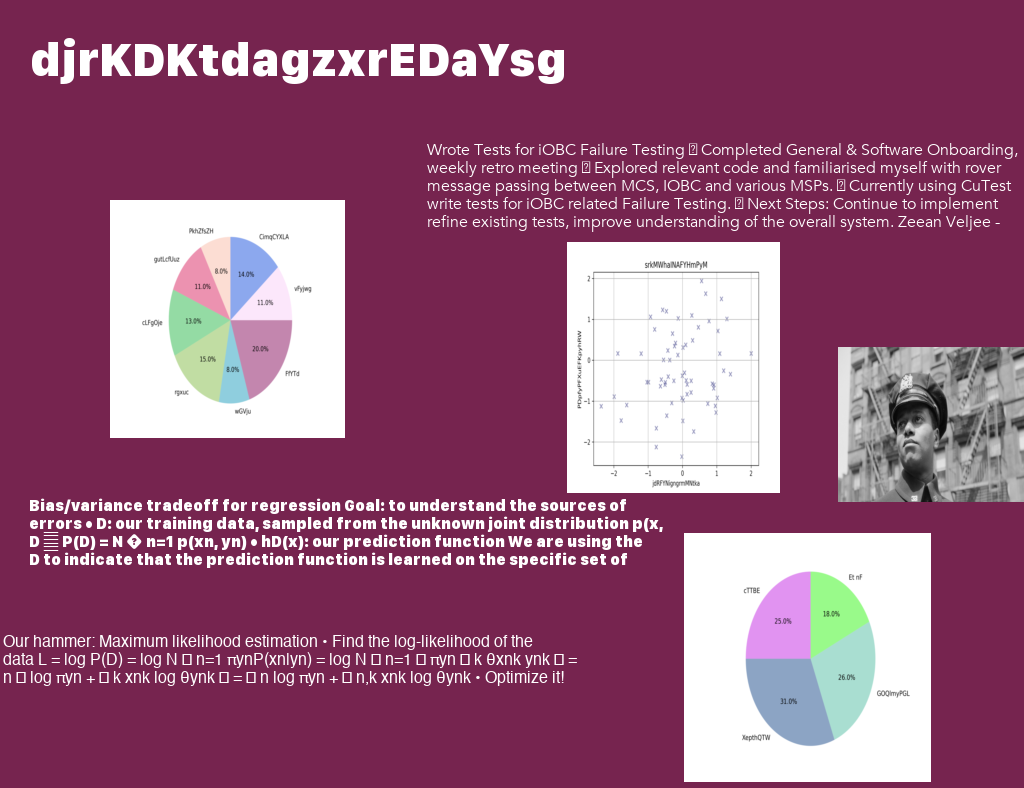 djrKDKtdagzxrEDaYsg
Wrote Tests for iOBC Failure Testing Completed General & Software Onboarding,
weekly retro meeting Explored relevant code and familiarised myself with rover
message passing between MCS, IOBC and various MSPs. Currently using CuTest
write tests for iOBC related Failure Testing. Next Steps: Continue to implement
refine existing tests, improve understanding of the overall system. Zeean Veljee -
PkhZfsZH
CimqCYXLA
gutLcfUuz
8.0%
14.0%
11.0%
vFyjwg
11.0%
cLFgOje
13.0%
20.0%
15.0%
8.0%
PfYTd
rgxuc
wGVju
srkMWhaINAFYHmPyM
2
1
0
−1
−2
PDpfyPFXuEFKpyhRW
−2 −1 0 1 2
jdRFYNigngrmMNtka
Bias/variance tradeoff for regression Goal: to understand the sources of
errors • D: our training data, sampled from the unknown joint distribution p(x,
D P(D) = N � n=1 p(xn, yn) • hD(x): our prediction function We are using the
D to indicate that the prediction function is learned on the specific set of
Our hammer: Maximum likelihood estimation • Find the log-likelihood of the
data L = log P(D) = log N n=1 πynP(xn|yn) = log N n=1 πyn k θxnk ynk =
n log πyn + k xnk log θynk = n log πyn + n,k xnk log θynk • Optimize it!
cTTBE
Et nF
25.0%
18.0%
26.0%
GOQImyPGL
31.0%
XepthQTW